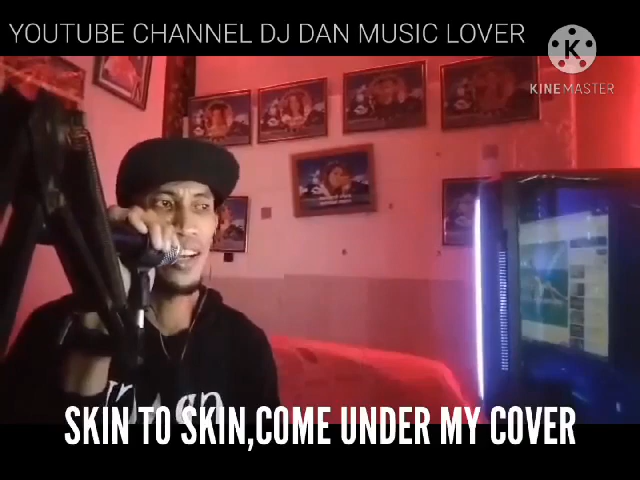 YOUTUBE CHANNEL DJ DAN MUSIC LOVER
KINEMASTER
SKIN TO SKIN,COME UNDER MY COVER